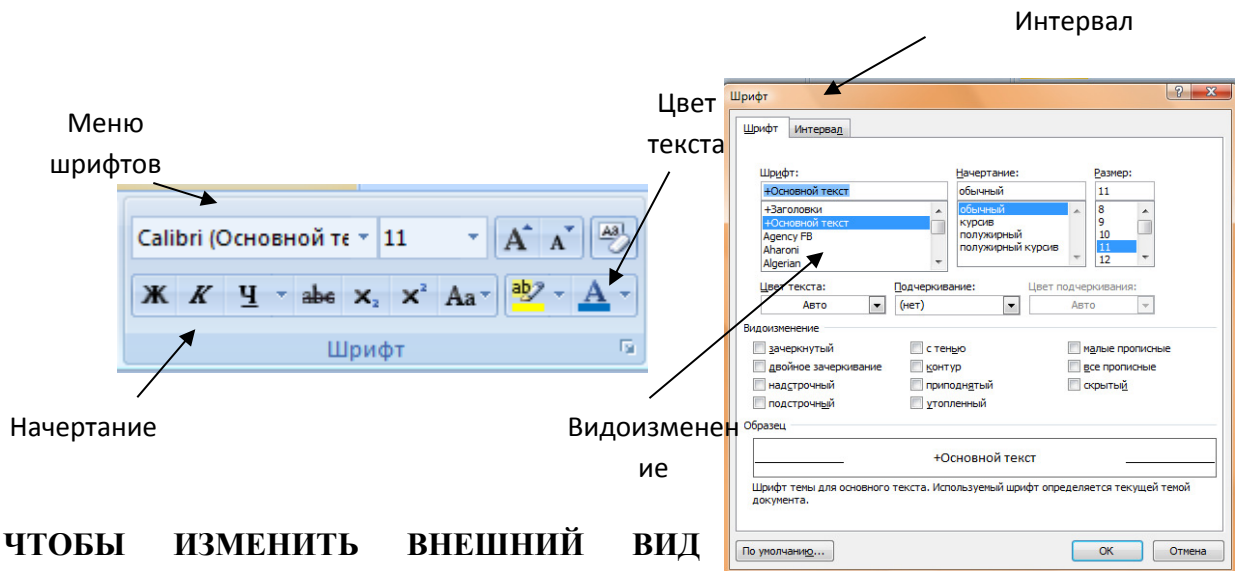 Интервал
Меню
шрифтов
Цвет
текста
Calibri (Основной те 11
Ж К Ч abc x₂ x² Aa ab A
Шрифт
Начертание
Видоизменен
ие
Шрифт
Шрифт Интервал
Шрифт: Начертание: Размер:
+Основной текст обычный 11
+Заголовки обычный 8
+Основной текст курсив 9
Agency FB полужирный 10
Aharoni полужирный курсив 11
Algerian 12
Цвет текста: Подчеркивание: Цвет подчеркивания:
Авто (нет) Авто
Видоизменение
зачеркнутый с тенью малые прописные
двойное зачеркивание контур все прописные
надстрочный приподнятый скрытый
подстрочный утопленный
Образец
+Основной текст
Шрифт темы для основного текста. Используемый шрифт определяется текущей темой
документа.
По умолчанию... ОК Отмена
ЧТОБЫ ИЗМЕНИТЬ ВНЕШНИЙ ВИД